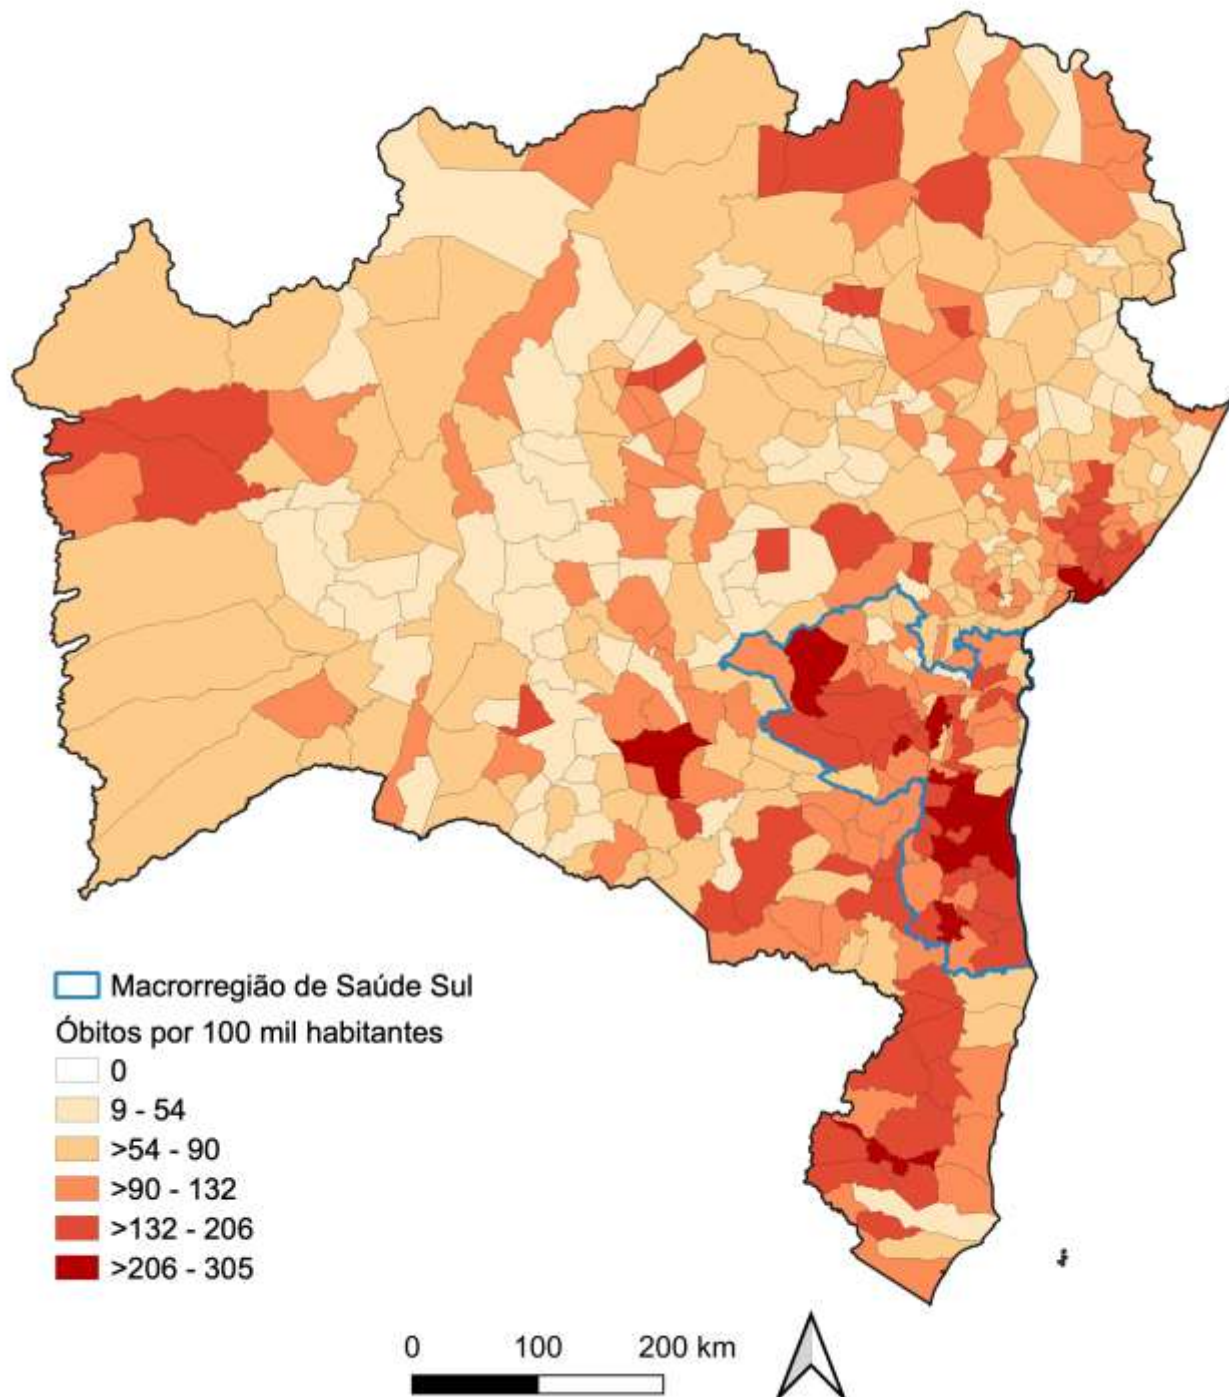 Macrorregião de Saúde Sul
Óbitos por 100 mil habitantes
0
9 - 54
>54 - 90
>90 - 132
>132 - 206
>206 - 305
0 100 200 km